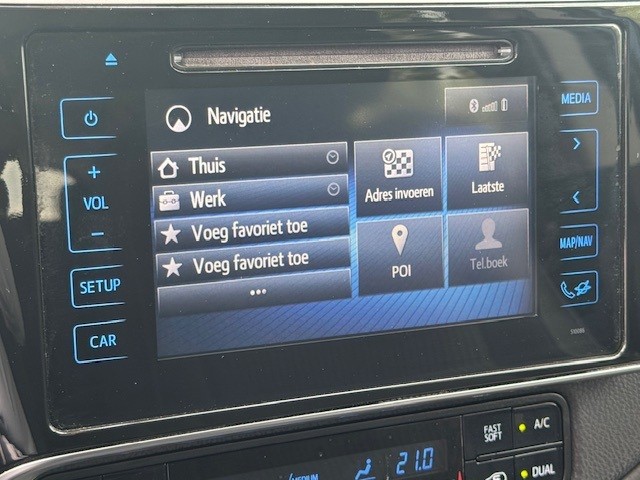 Navigatie
Thuis
Werk
Voeg favoriet toe
Voeg favoriet toe
...
Adres invoeren
Laatste
POI
Tel.boek
+
VOL
−
SETUP
CAR
MEDIA
>
<
MAP/NAV
FAST
SOFT
A/C
MEDIUM
21.0
DUAL